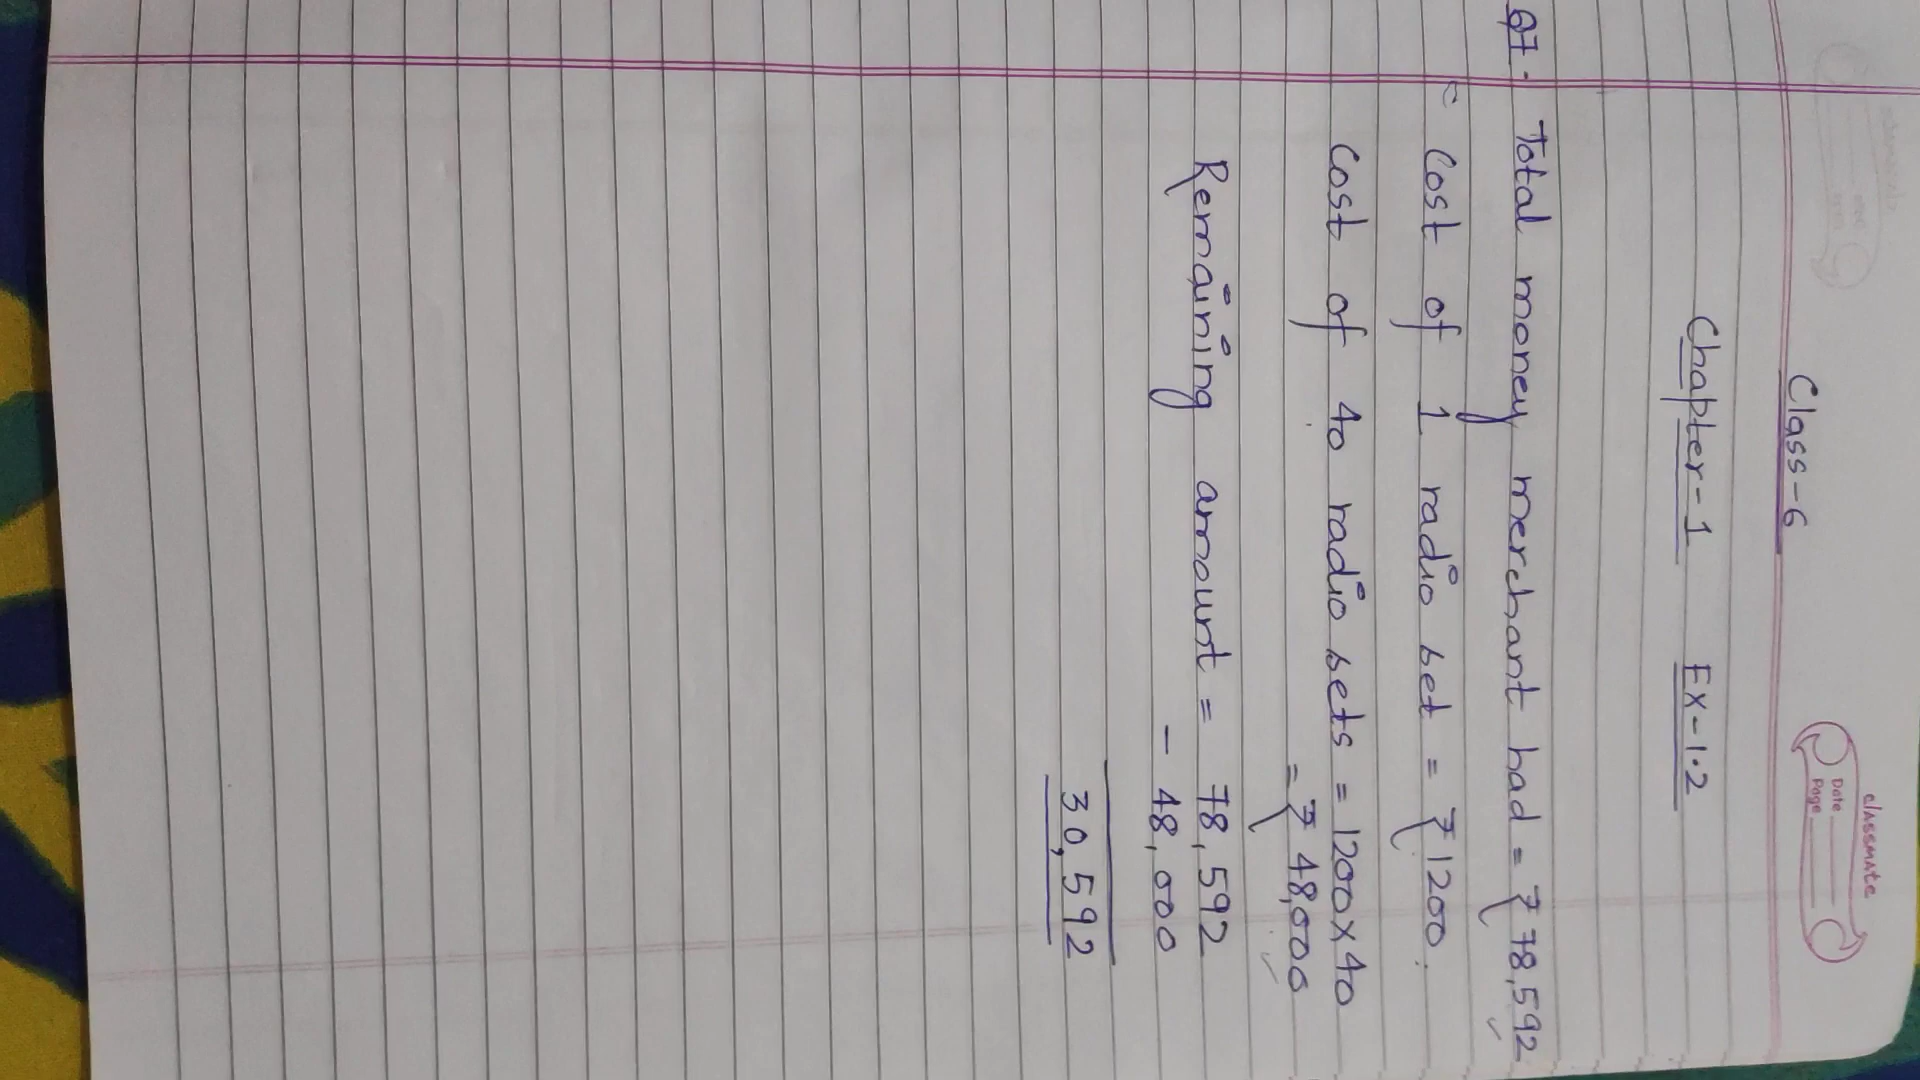 Class-6
classmate
Date
Page
Chapter-1 Ex-1.2
Q7. Total money merchant had = ₹ 78,592
Cost of 1 radio set = ₹ 1200.
Cost of 40 radio sets = 1200 × 40
= ₹ 48,000
Remaining amount = 78,592
- 48,000
30,592